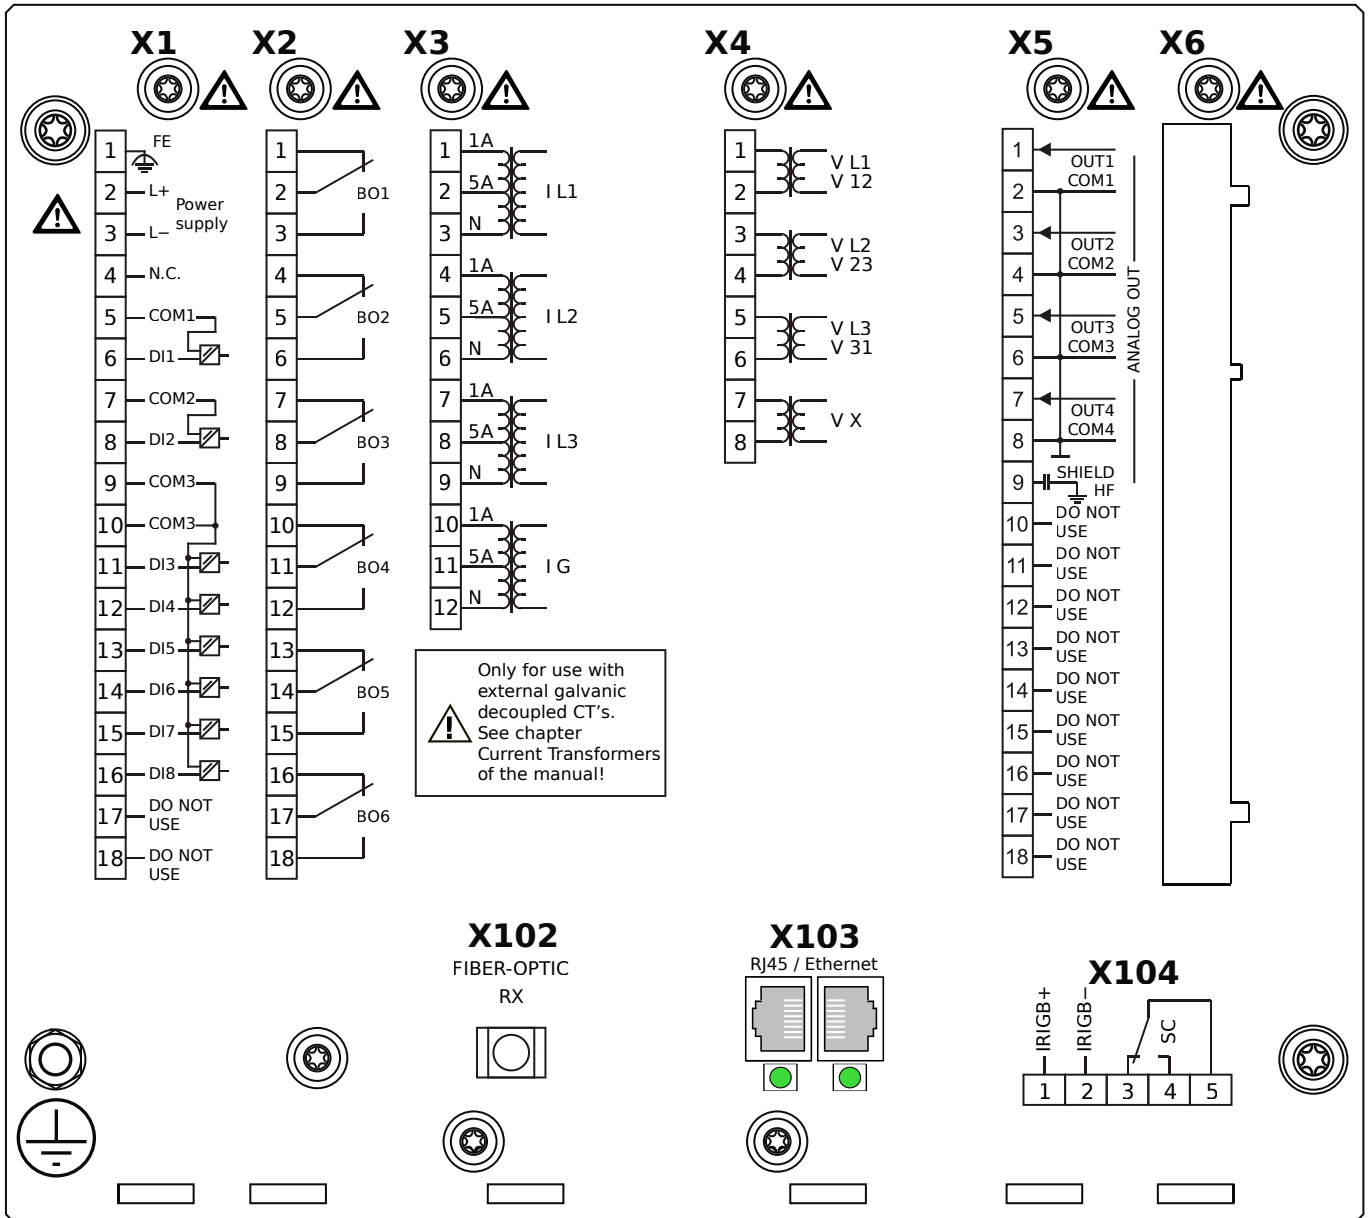 X1
X2
X3
X4
X5
X6
1 FE
2 L+
Power
supply
3 L−
4 N.C.
5 COM1
6 DI1
7 COM2
8 DI2
9 COM3
10 COM3
11 DI3
12 DI4
13 DI5
14 DI6
15 DI7
16 DI8
17 DO NOT
USE
18 DO NOT
USE
1
2 BO1
3
4
5 BO2
6
7
8 BO3
9
10
11 BO4
12
13
14 BO5
15
16
17 BO6
18
1 1A
2 5A I L1
3 N
4 1A
5 5A I L2
6 N
7 1A
8 5A I L3
9 N
10 1A
11 5A I G
12 N
Only for use with
external galvanic
decoupled CT's.
See chapter
Current Transformers
of the manual!
1 V L1
2 V 12
3 V L2
4 V 23
5 V L3
6 V 31
7 V X
8
1 OUT1
2 COM1
3 OUT2
4 COM2
5 OUT3
6 COM3
7 OUT4
8 COM4
ANALOG OUT
9 SHIELD
HF
10 DO NOT
USE
11 DO NOT
USE
12 DO NOT
USE
13 DO NOT
USE
14 DO NOT
USE
15 DO NOT
USE
16 DO NOT
USE
17 DO NOT
USE
18 DO NOT
USE
X102
FIBER-OPTIC
RX
X103
RJ45 / Ethernet
X104
IRIGB+
IRIGB−
SC
1 2 3 4 5